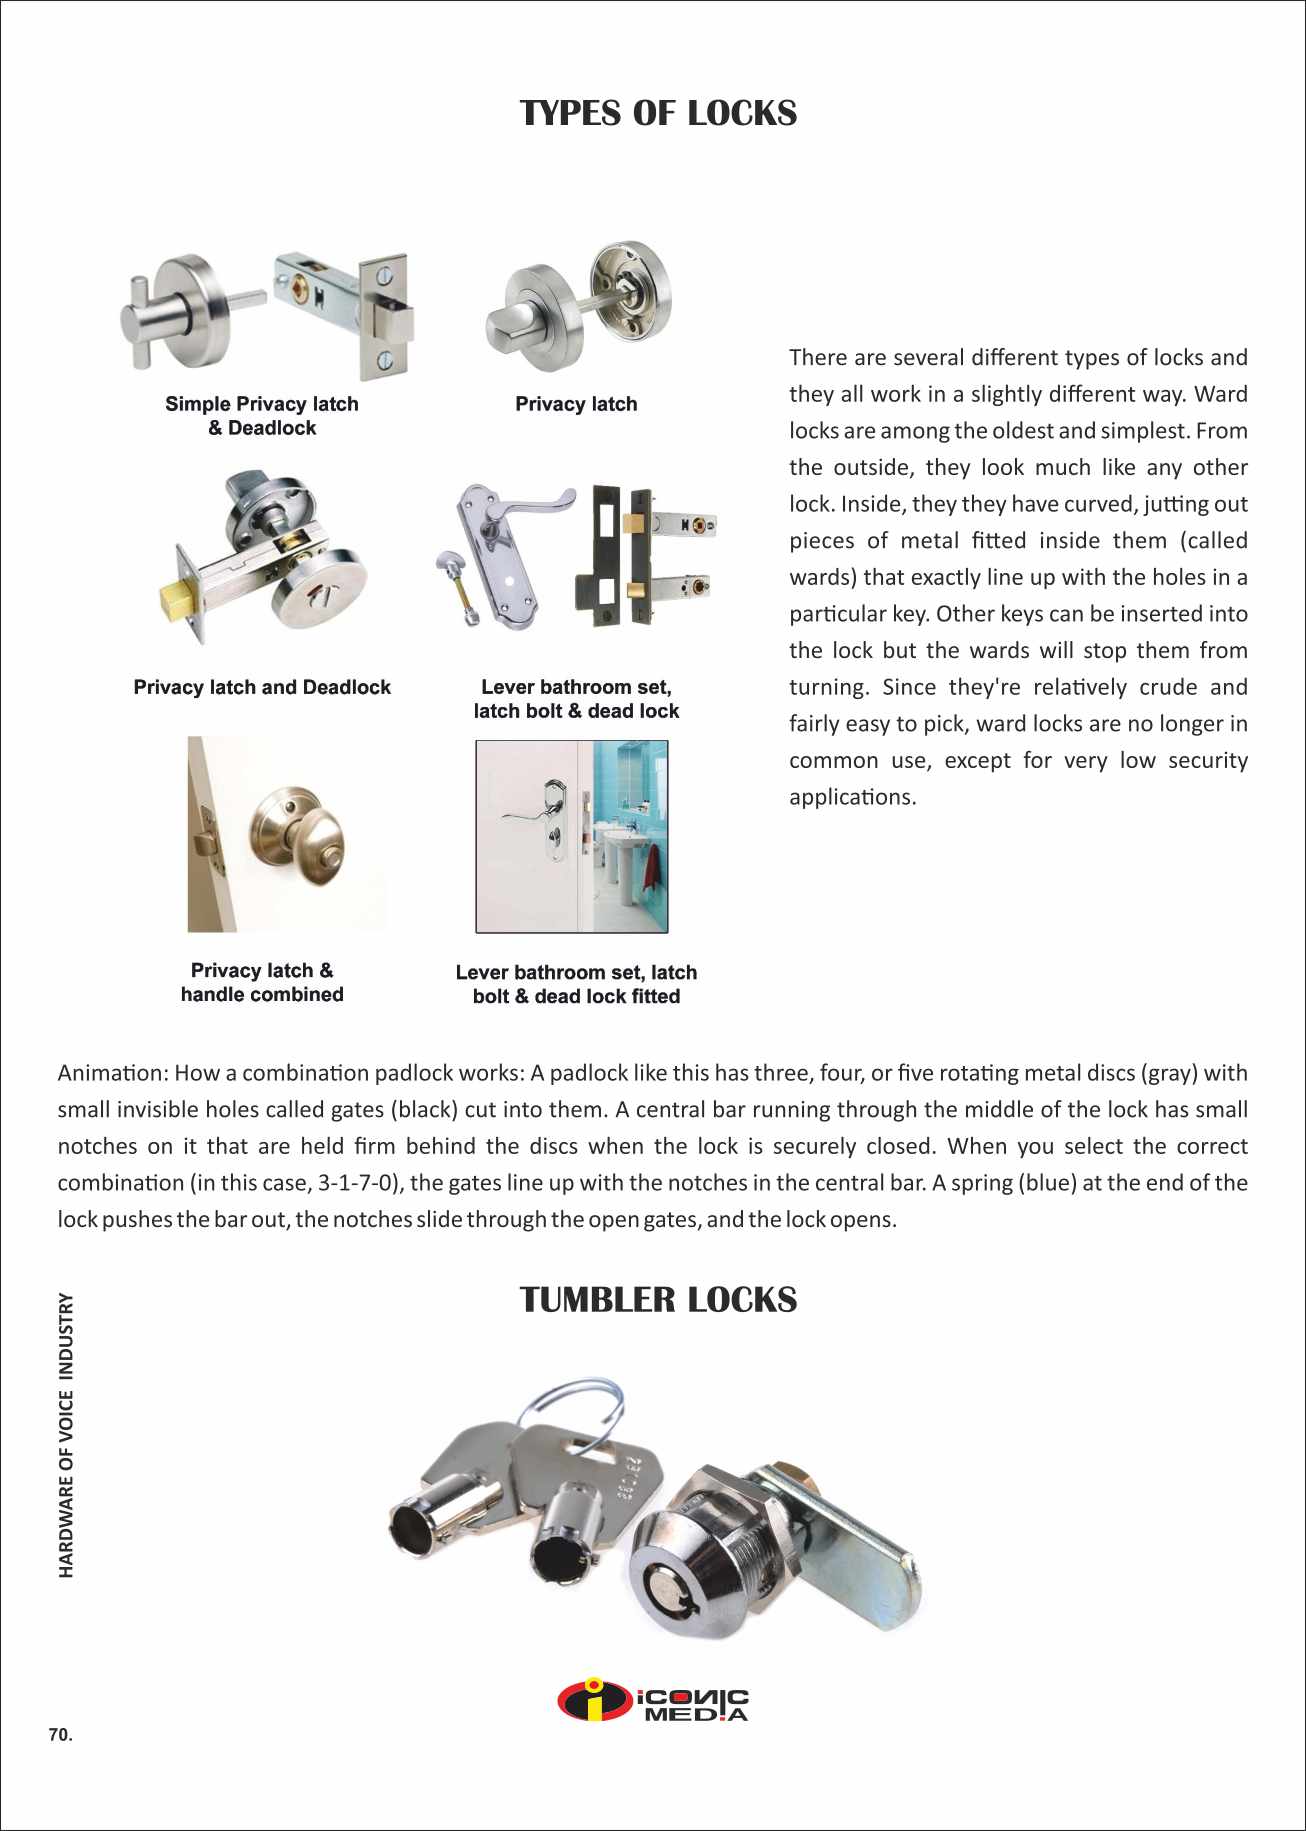 TYPES OF LOCKS
Simple Privacy latch
& Deadlock
Privacy latch
Privacy latch and Deadlock
Lever bathroom set,
latch bolt & dead lock
Privacy latch &
handle combined
Lever bathroom set, latch
bolt & dead lock fitted
There are several different types of locks and
they all work in a slightly different way. Ward
locks are among the oldest and simplest. From
the outside, they look much like any other
lock. Inside, they they have curved, jutting out
pieces of metal fitted inside them (called
wards) that exactly line up with the holes in a
particular key. Other keys can be inserted into
the lock but the wards will stop them from
turning. Since they're relatively crude and
fairly easy to pick, ward locks are no longer in
common use, except for very low security
applications.
Animation: How a combination padlock works: A padlock like this has three, four, or five rotating metal discs (gray) with
small invisible holes called gates (black) cut into them. A central bar running through the middle of the lock has small
notches on it that are held firm behind the discs when the lock is securely closed. When you select the correct
combination (in this case, 3-1-7-0), the gates line up with the notches in the central bar. A spring (blue) at the end of the
lock pushes the bar out, the notches slide through the open gates, and the lock opens.
TUMBLER LOCKS
HARDWARE OF VOICE INDUSTRY
iCONIC
MEDiA
70.